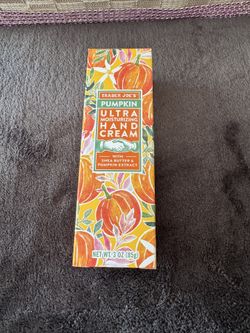 TRADER JOE'S
PUMPKIN
ULTRA
MOISTURIZING
HAND
CREAM
WITH
SHEA BUTTER &
PUMPKIN EXTRACT
NET WT. 3 OZ (85g)